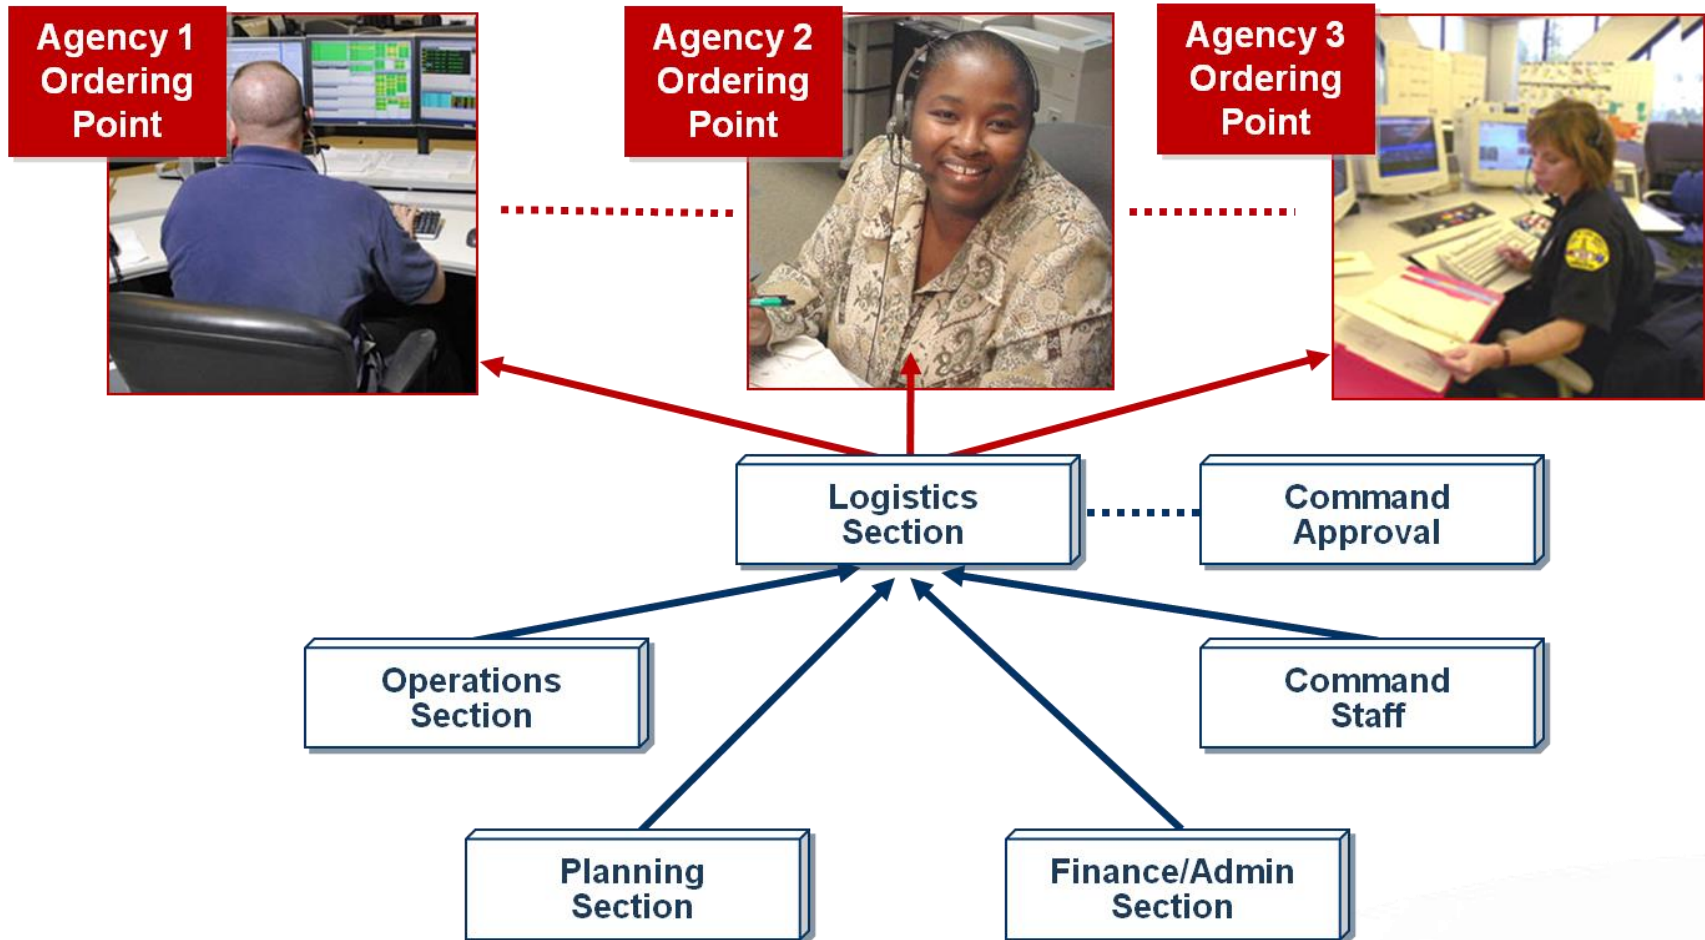 Agency 1
Ordering
Point
Agency 2
Ordering
Point
Agency 3
Ordering
Point
Logistics
Section
Command
Approval
Operations
Section
Command
Staff
Planning
Section
Finance/Admin
Section